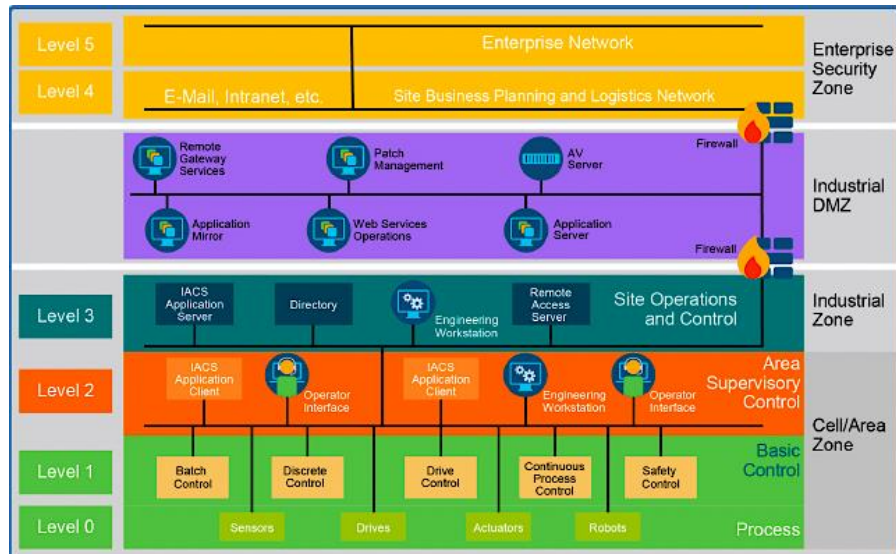 Level 5
Enterprise Network
Enterprise
Security
Zone
Level 4
E-Mail, Intranet, etc.
Site Business Planning and Logistics Network
Firewall
Remote
Gateway
Services
Patch
Management
AV
Server
Industrial
DMZ
Application
Mirror
Web Services
Operations
Application
Server
Firewall
Level 3
IACS
Application
Server
Directory
Engineering
Workstation
Remote
Access
Server
Site Operations
and Control
Industrial
Zone
Level 2
IACS
Application
Client
Operator
Interface
IACS
Application
Client
Engineering
Workstation
Operator
Interface
Area
Supervisory
Control
Cell/Area
Zone
Level 1
Batch
Control
Discrete
Control
Drive
Control
Continuous
Process
Control
Safety
Control
Basic
Control
Level 0
Sensors
Drives
Actuators
Robots
Process